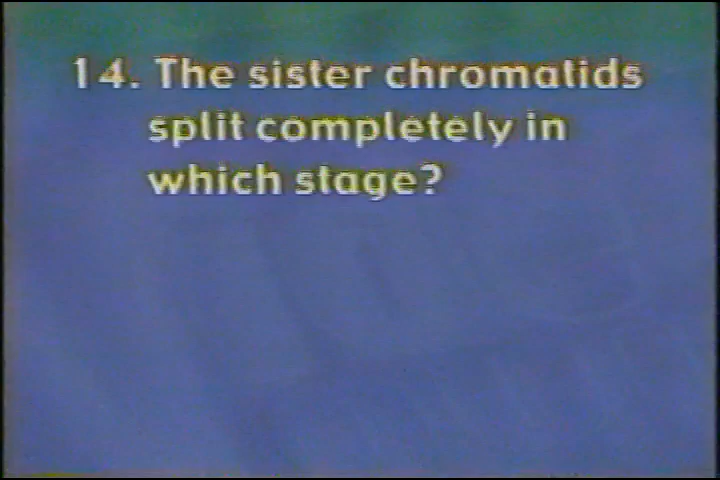 14. The sister chromatids
split completely in
which stage?